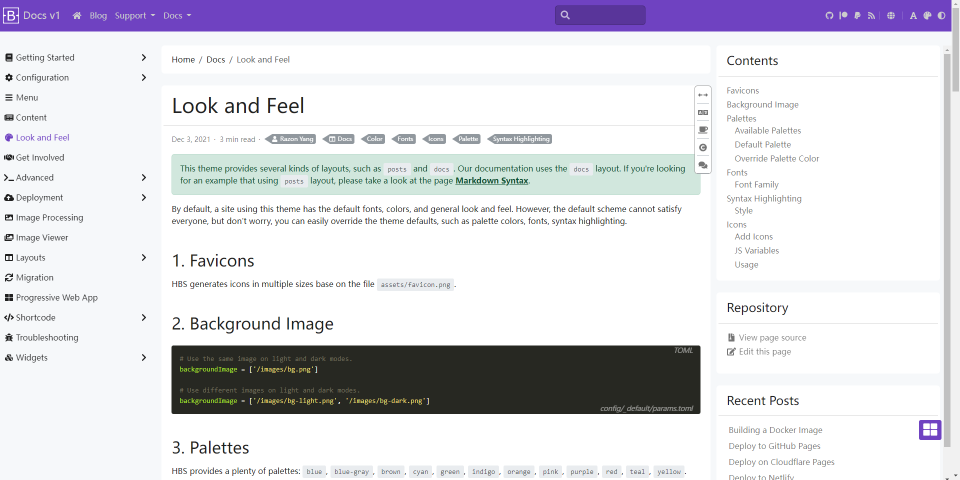 B Docs v1 Blog Support Docs
Getting Started
Configuration
Menu
Content
Look and Feel
Get Involved
Advanced
Deployment
Image Processing
Image Viewer
Layouts
Migration
Progressive Web App
Shortcode
Troubleshooting
Widgets
Home / Docs / Look and Feel
Look and Feel
Dec 3, 2021 · 3 min read · Razon Yang Docs Color Fonts Icons Palette Syntax Highlighting
This theme provides several kinds of layouts, such as posts and docs. Our documentation uses the docs layout. If you're looking
for an example that using posts layout, please take a look at the page Markdown Syntax.
By default, a site using this theme has the default fonts, colors, and general look and feel. However, the default scheme cannot satisfy
everyone, but don't worry, you can easily override the theme defaults, such as palette colors, fonts, syntax highlighting.
1. Favicons
HBS generates icons in multiple sizes base on the file assets/favicon.png.
2. Background Image
TOML
# Use the same image on light and dark modes.
backgroundImage = ['/images/bg.png']
# Use different images on light and dark modes.
backgroundImage = ['/images/bg-light.png', '/images/bg-dark.png']
config/_default/params.toml
3. Palettes
HBS provides a plenty of palettes: blue, blue-gray, brown, cyan, green, indigo, orange, pink, purple, red, teal, yellow.
Contents
Favicons
Background Image
Palettes
Available Palettes
Default Palette
Override Palette Color
Fonts
Font Family
Syntax Highlighting
Style
Icons
Add Icons
JS Variables
Usage
Repository
View page source
Edit this page
Recent Posts
Building a Docker Image
Deploy to GitHub Pages
Deploy on Cloudflare Pages
Deploy to Netlify